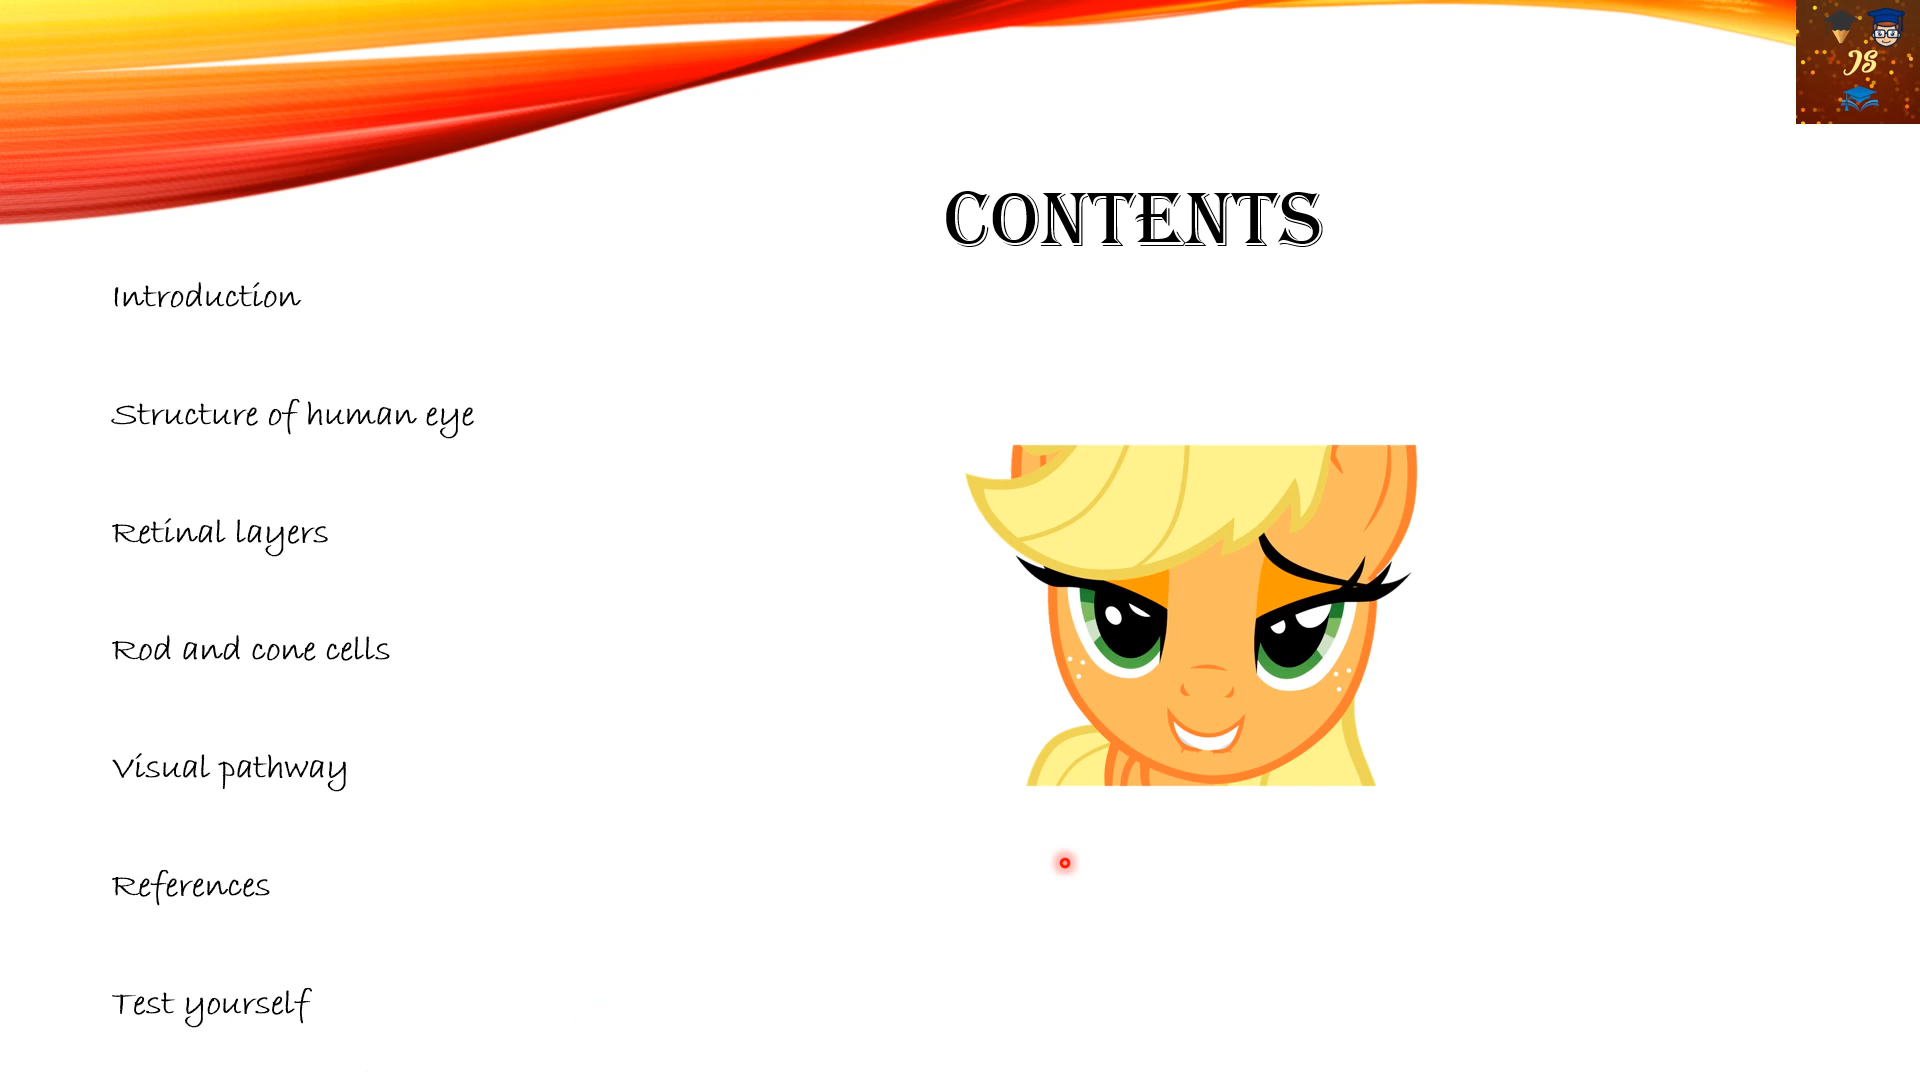 CONTENTS
Introduction
Structure of human eye
Retinal layers
Rod and cone cells
Visual pathway
References
Test yourself
JS